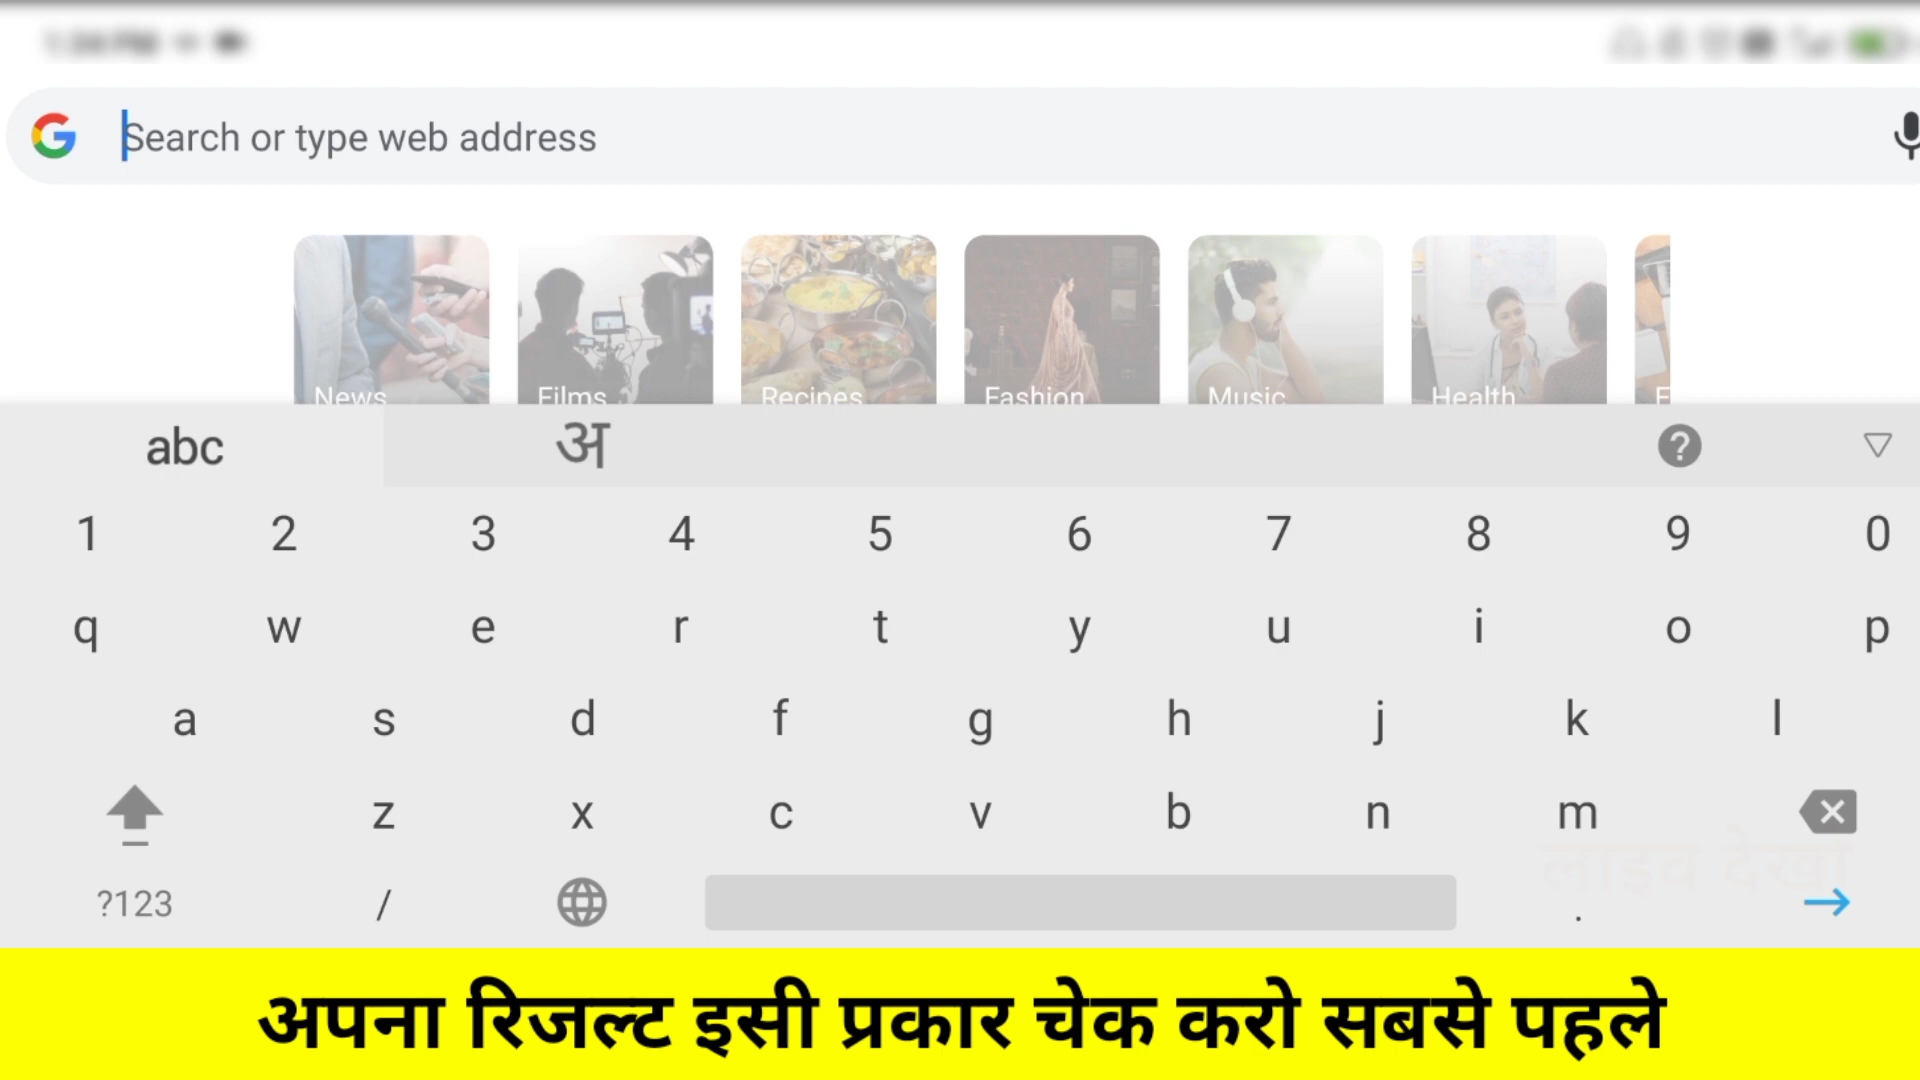 Search or type web address
News Films Recipes Fashion Music Health
abc अ
1 2 3 4 5 6 7 8 9 0
q w e r t y u i o p
a s d f g h j k l
z x c v b n m
लाइव देखो
?123 / .
अपना रिजल्ट इसी प्रकार चेक करो सबसे पहले